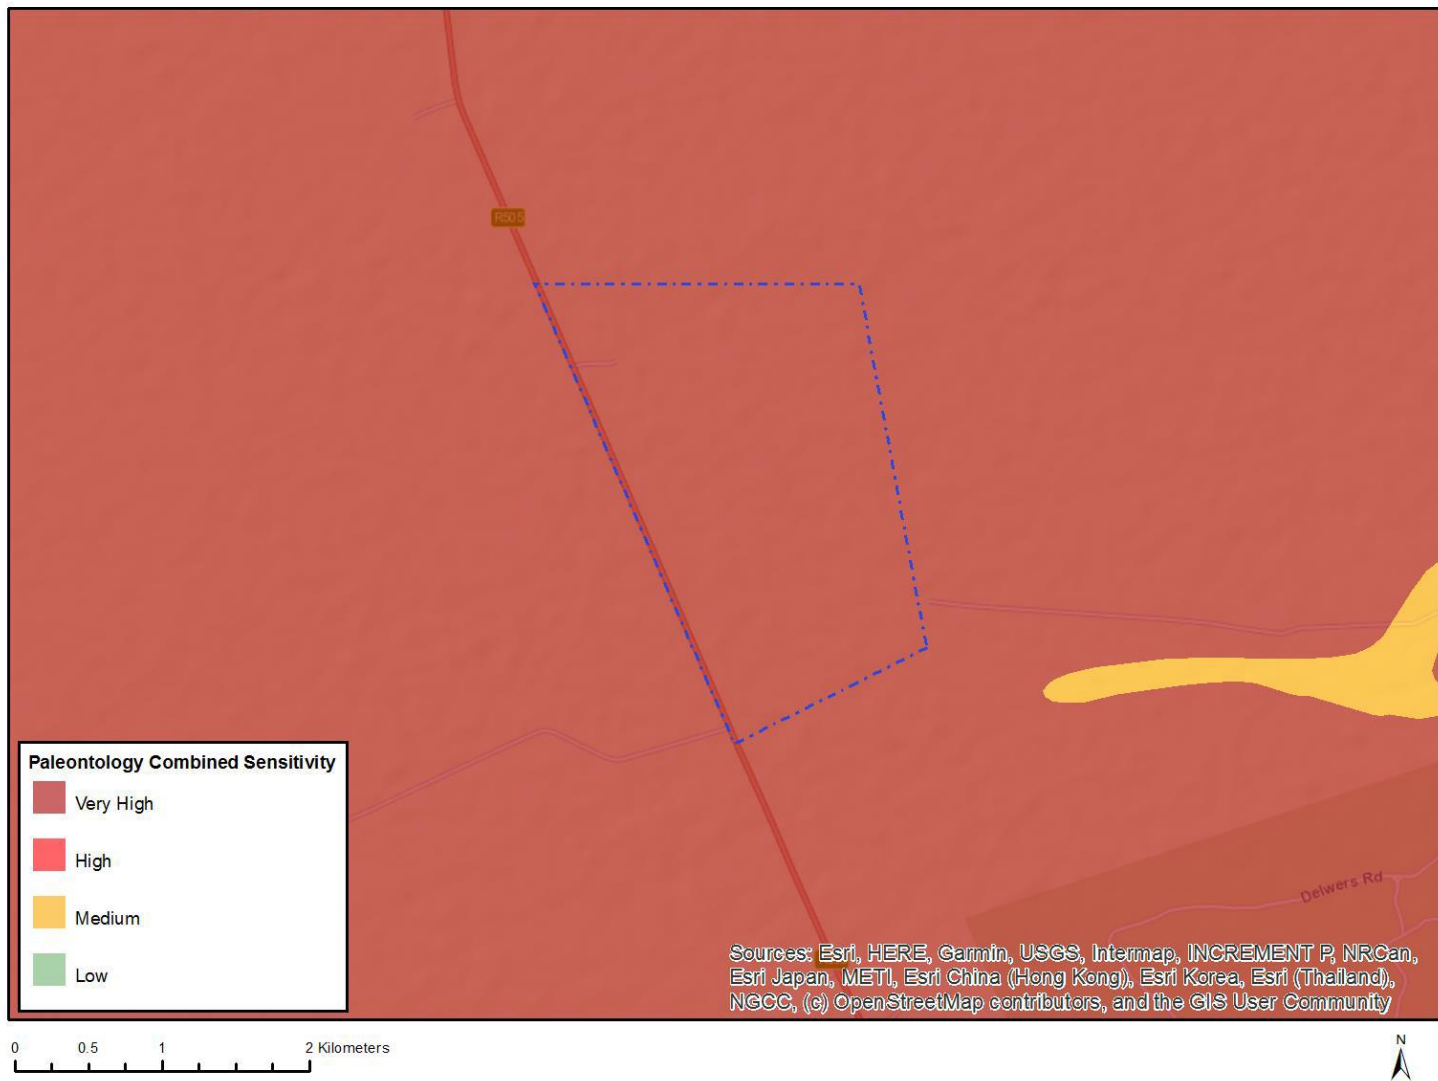 R505
Paleontology Combined Sensitivity
Very High
High
Medium
Low
Delwers Rd
Sources: Esri, HERE, Garmin, USGS, Intermap, INCREMENT P, NRCan,
Esri Japan, METI, Esri China (Hong Kong), Esri Korea, Esri (Thailand),
NGCC, (c) OpenStreetMap contributors, and the GIS User Community
0 0.5 1 2 Kilometers
N